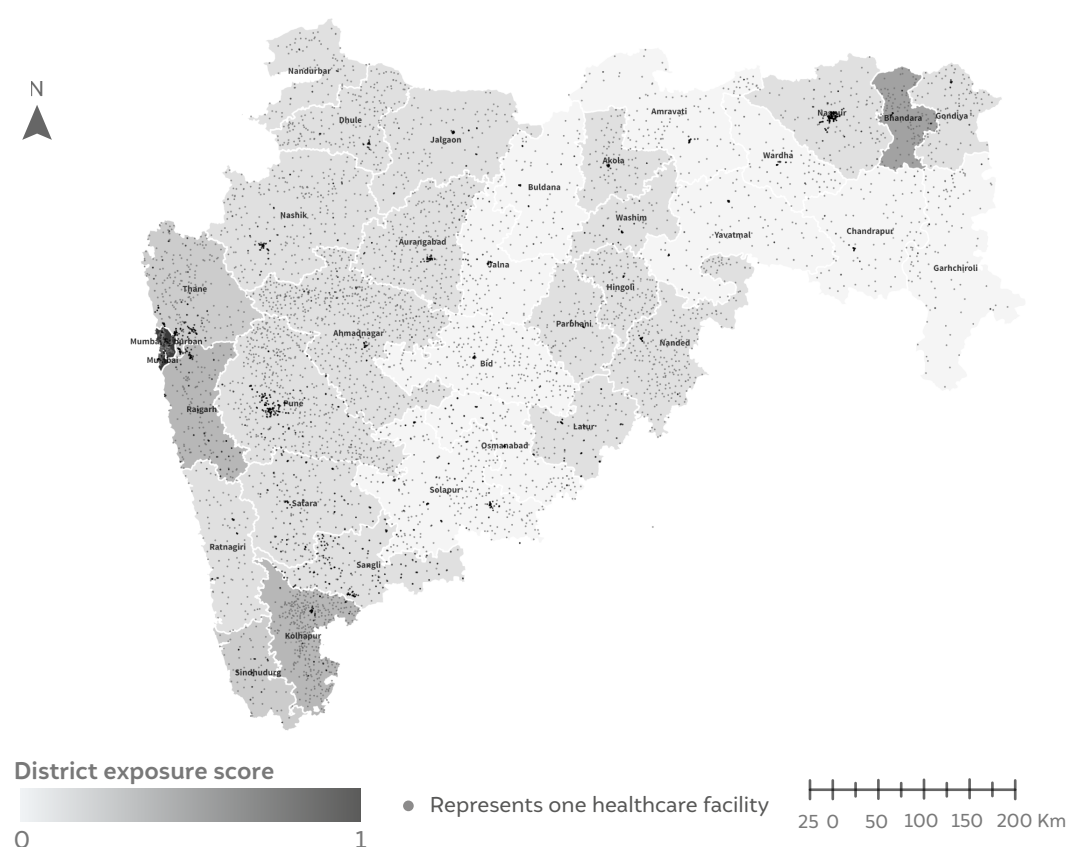 N
Nandurbar
Dhule
Jalgaon
Amravati
Nagpur
Bhandara
Gondiya
Akola
Wardha
Buldana
Nashik
Washim
Yavatmal
Chandrapur
Aurangabad
Jalna
Garhchiroli
Thane
Hingoli
Parbhani
Ahmadnagar
Nanded
Mumbai
Bid
Raigarh
Pune
Latur
Osmanabad
Solapur
Satara
Ratnagiri
Sangli
Kolhapur
Sindhudurg
District exposure score
0 1
Represents one healthcare facility
25 0 50 100 150 200 Km